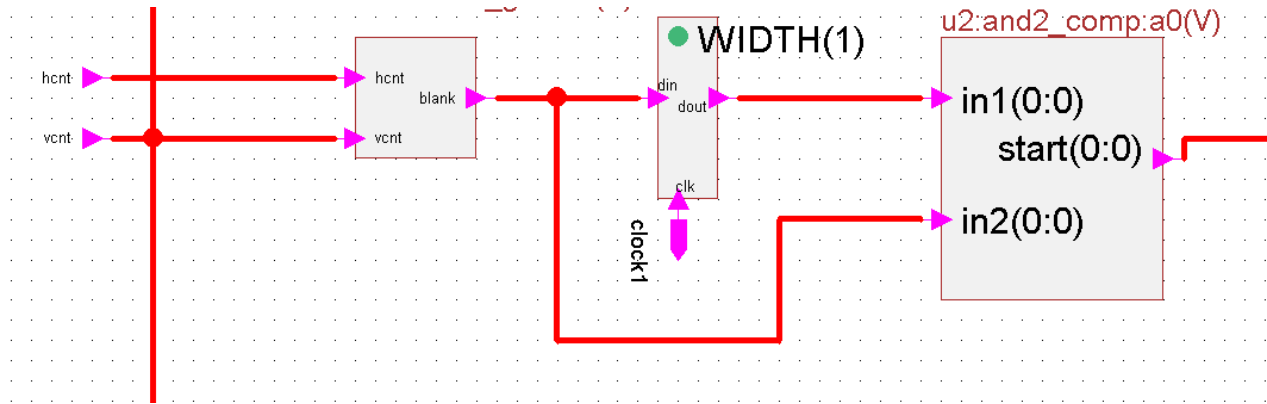 u2:and2_comp:a0(V)
WIDTH(1)
hcnt
hcnt
blank
din
dout
in1(0:0)
vcnt
vcnt
start(0:0)
clk
in2(0:0)
clock1